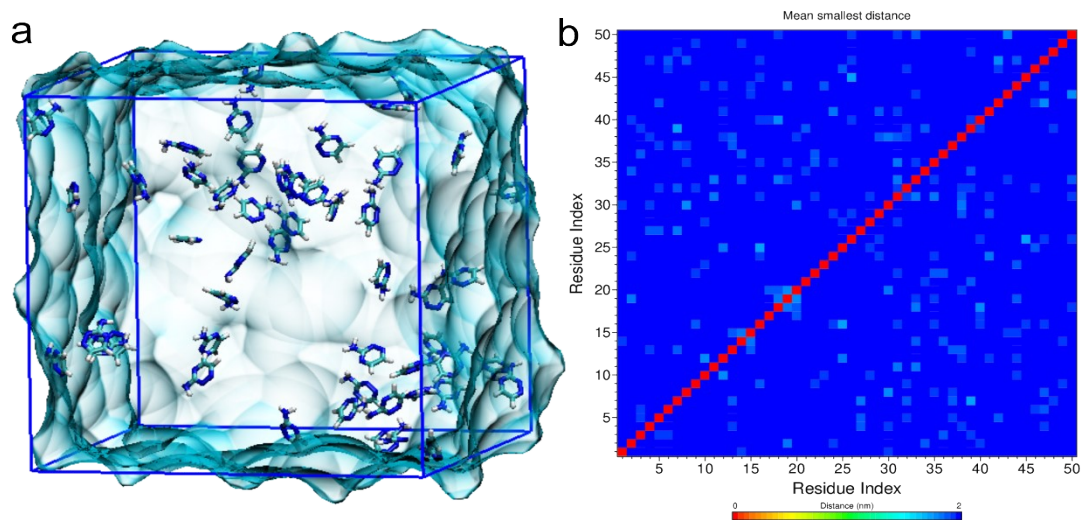 a
b
Mean smallest distance
Residue Index
50
45
40
35
30
25
20
15
10
5
5 10 15 20 25 30 35 40 45 50
Residue Index
0 Distance (nm) 2